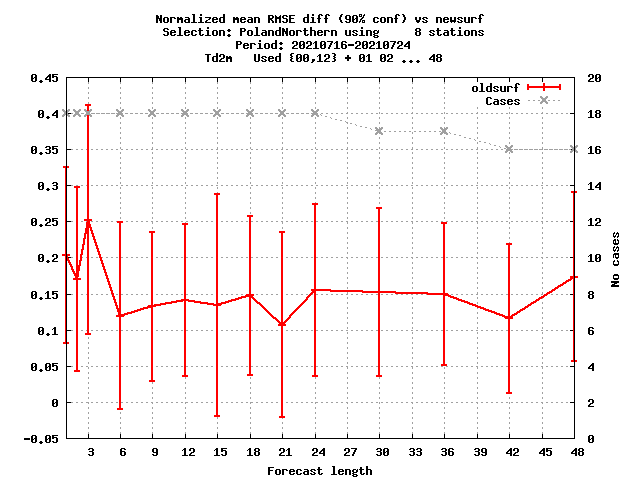 Normalized mean RMSE diff (90% conf) vs newsurf
Selection: PolandNorthern using     8 stations
Period: 20210716-20210724
Td2m   Used {00,12} + 01 02 ... 48
oldsurf
Cases
0.45
0.4
0.35
0.3
0.25
0.2
0.15
0.1
0.05
0
-0.05
20
18
16
14
12
10
8
6
4
2
0
No cases
3 6 9 12 15 18 21 24 27 30 33 36 39 42 45 48
Forecast length